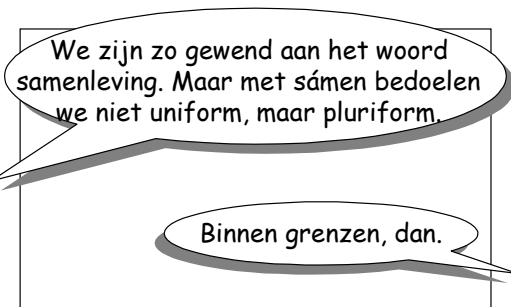 We zijn zo gewend aan het woord
samenleving. Maar met sámen bedoelen
we niet uniform, maar pluriform.
Binnen grenzen, dan.